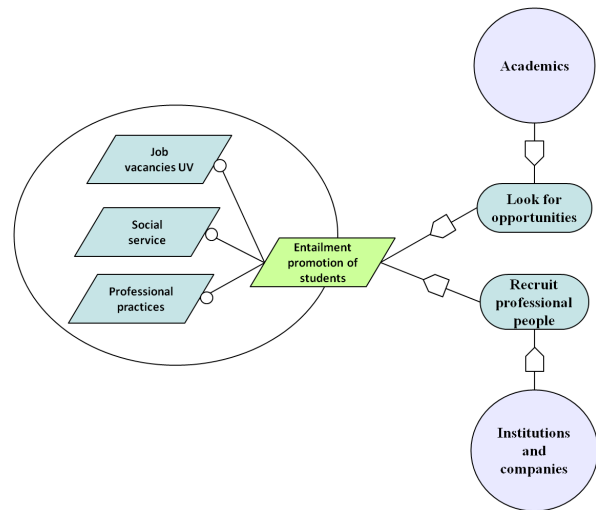 Academics
Job
vacancies UV
Look for
opportunities
Social
service
Entailment
promotion of
students
Professional
practices
Recruit
professional
people
Institutions
and
companies